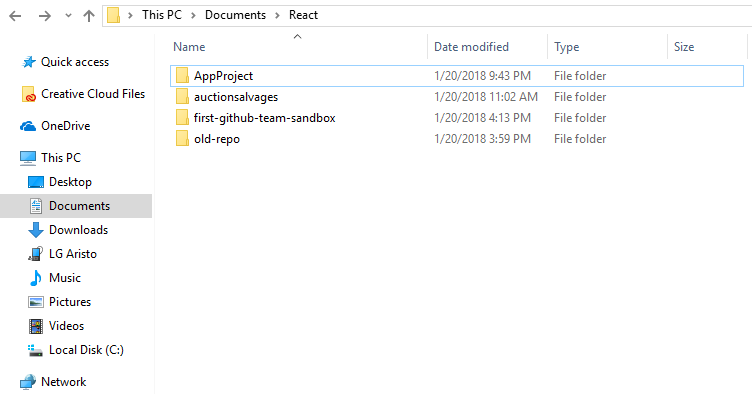 This PC > Documents > React
Name Date modified Type Size
Quick access
Creative Cloud Files
OneDrive
This PC
Desktop
Documents
Downloads
LG Aristo
Music
Pictures
Videos
Local Disk (C:)
Network
AppProject 1/20/2018 9:43 PM File folder
auctionsalvages 1/20/2018 11:02 AM File folder
first-github-team-sandbox 1/20/2018 4:13 PM File folder
old-repo 1/20/2018 3:59 PM File folder